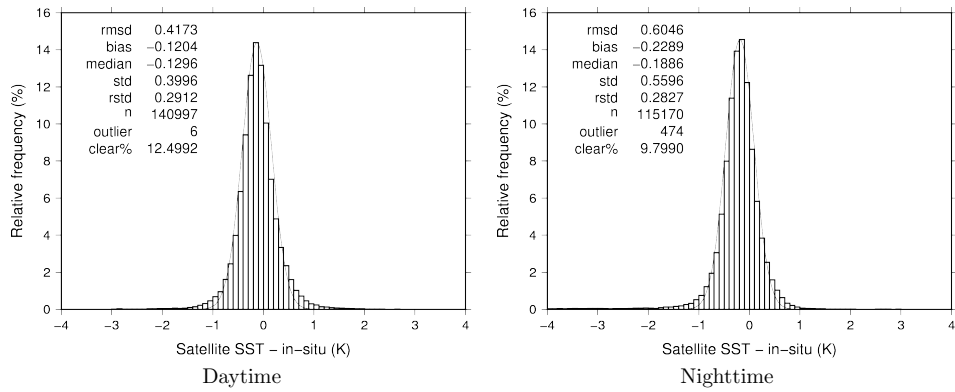 16
14
12
10
8
6
4
2
0
Relative frequency (%)
rmsd 0.4173
bias −0.1204
median −0.1296
std 0.3996
rstd 0.2912
n 140997
outlier 6
clear% 12.4992
−4 −3 −2 −1 0 1 2 3 4
Satellite SST − in−situ (K)
Daytime
16
14
12
10
8
6
4
2
0
Relative frequency (%)
rmsd 0.6046
bias −0.2289
median −0.1886
std 0.5596
rstd 0.2827
n 115170
outlier 474
clear% 9.7990
−4 −3 −2 −1 0 1 2 3 4
Satellite SST − in−situ (K)
Nighttime